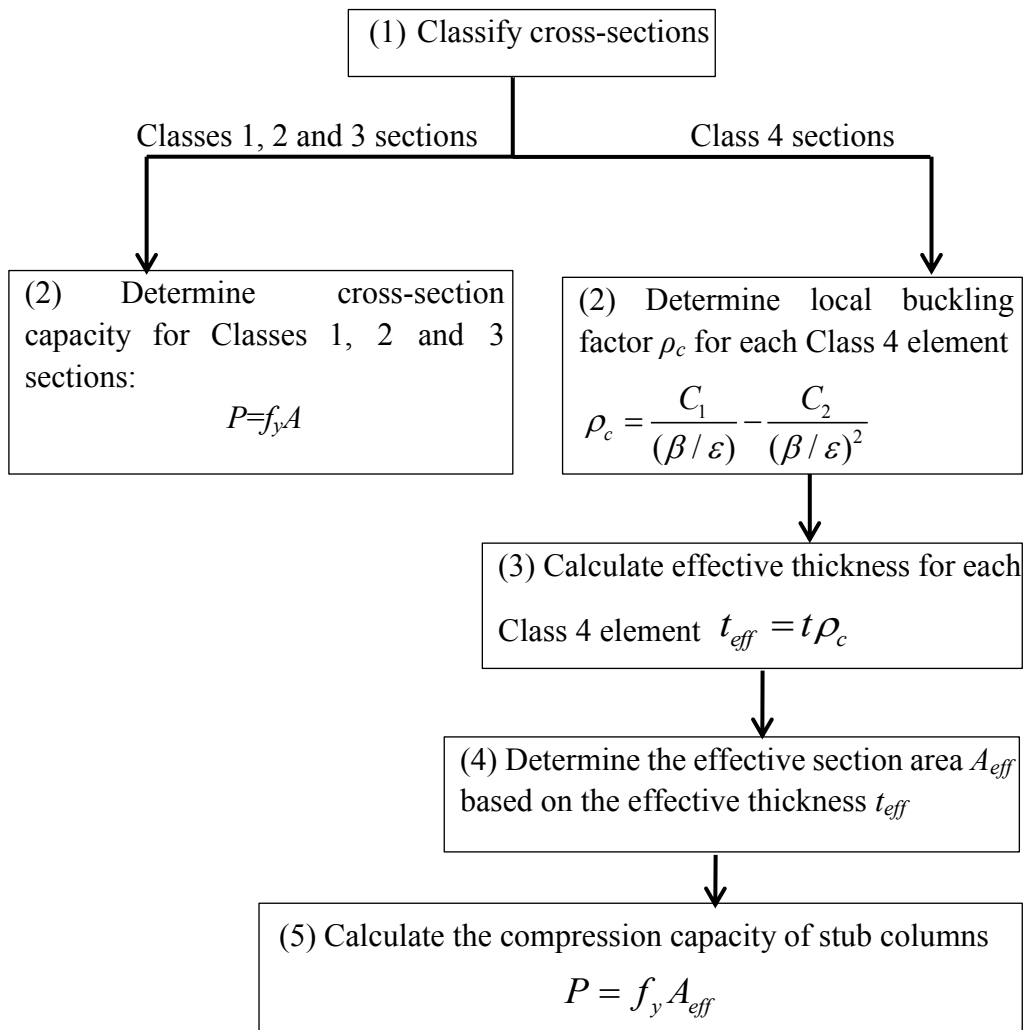 (1) Classify cross-sections
Classes 1, 2 and 3 sections
Class 4 sections
(2) Determine cross-section
capacity for Classes 1, 2 and 3
sections:
P=f_yA
(2) Determine local buckling
factor ρ_c for each Class 4 element
ρ_c = C_1/(β / ε) − C_2/(β / ε)^2
(3) Calculate effective thickness for each
Class 4 element t_eff = tρ_c
(4) Determine the effective section area A_eff
based on the effective thickness t_eff
(5) Calculate the compression capacity of stub columns
P = f_y A_eff